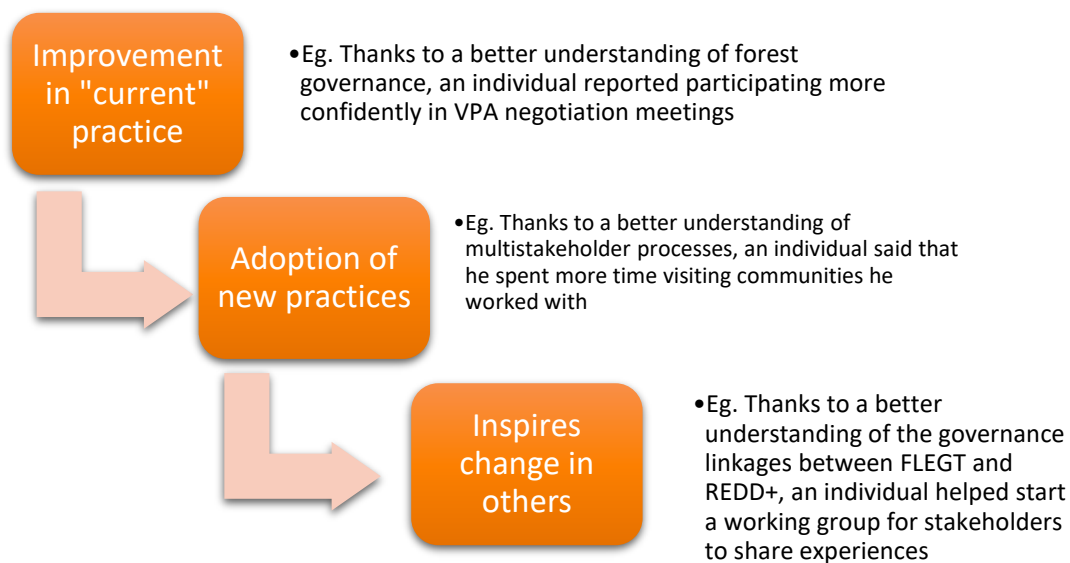 Improvement
in "current"
practice
•Eg. Thanks to a better understanding of forest
governance, an individual reported participating more
confidently in VPA negotiation meetings
Adoption of
new practices
•Eg. Thanks to a better understanding of
multistakeholder processes, an individual said that
he spent more time visiting communities he
worked with
Inspires
change in
others
•Eg. Thanks to a better
understanding of the governance
linkages between FLEGT and
REDD+, an individual helped start
a working group for stakeholders
to share experiences